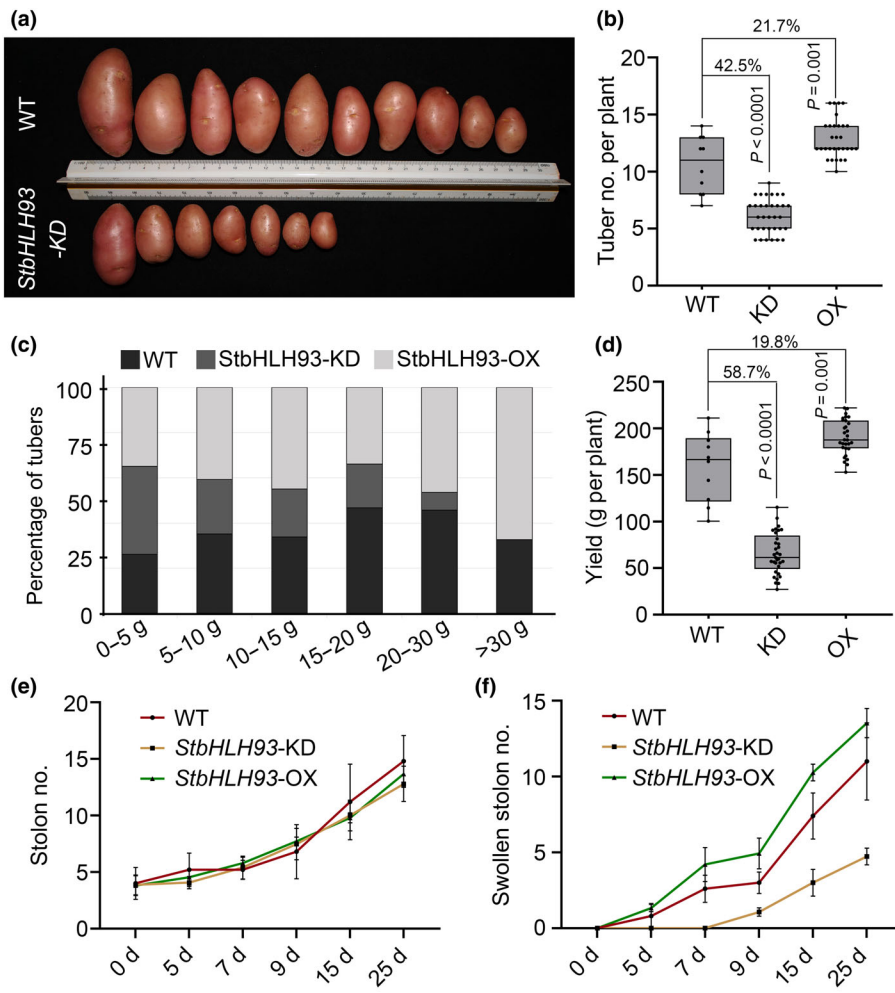 (a)
WT
StbHLH93
-KD
(b)
21.7%
42.5%
P < 0.0001
P = 0.001
Tuber no. per plant
20
15
10
5
0
WT
KD
OX
(c)
WT
StbHLH93-KD
StbHLH93-OX
Percentage of tubers
100
75
50
25
0
0–5 g
5–10 g
10–15 g
15–20 g
20–30 g
>30 g
(d)
19.8%
58.7%
P < 0.0001
P = 0.001
Yield (g per plant)
250
200
150
100
50
0
WT
KD
OX
(e)
WT
StbHLH93-KD
StbHLH93-OX
Stolon no.
20
15
10
5
0
0 d
5 d
7 d
9 d
15 d
25 d
(f)
WT
StbHLH93-KD
StbHLH93-OX
Swollen stolon no.
15
10
5
0
0 d
5 d
7 d
9 d
15 d
25 d